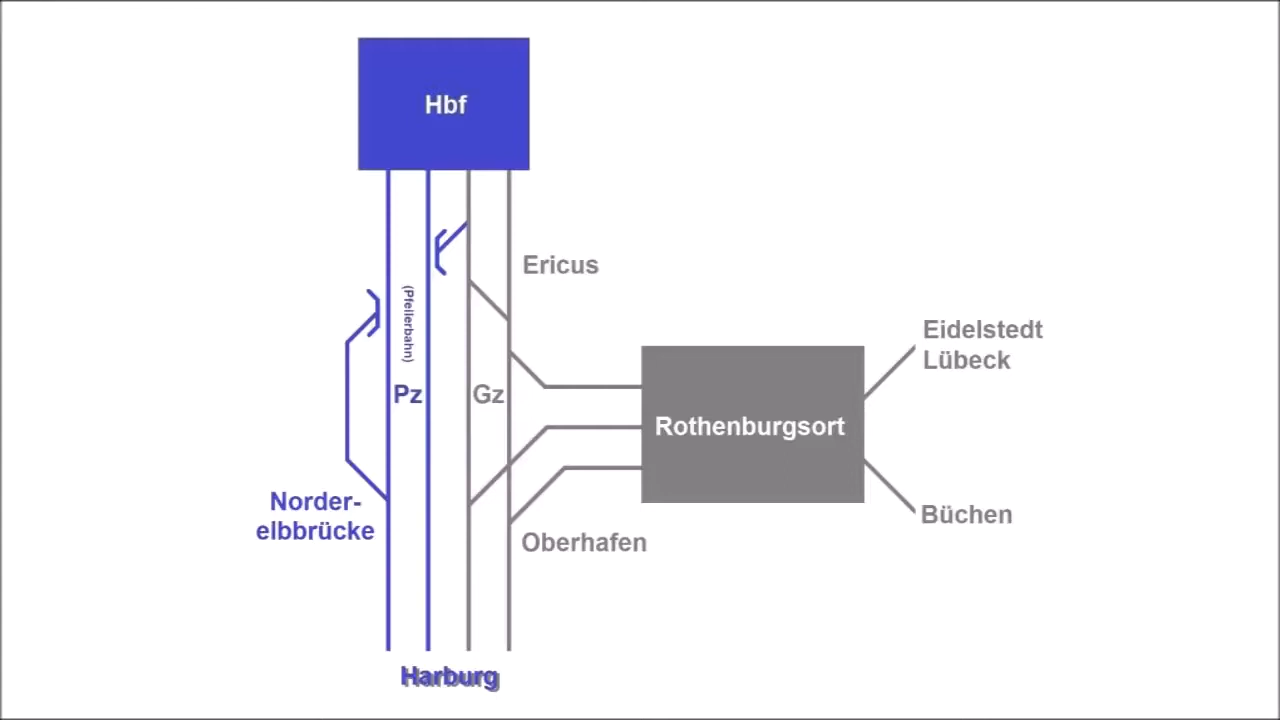 Hbf
Ericus
(Pfeilerbahn)
Eidelstedt
Lübeck
Pz
Gz
Rothenburgsort
Norder-
elbbrücke
Büchen
Oberhafen
Harburg